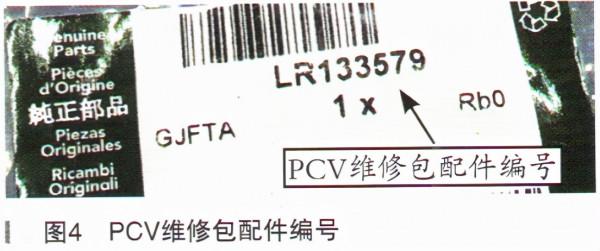 Genuine
Parts
Pièces
d'Origine
純正部品
Piezas
Originales
Ricambi
Originali
LR133579
1 x
Rb0
GJFTA
PCV维修包配件编号
图4 PCV维修包配件编号